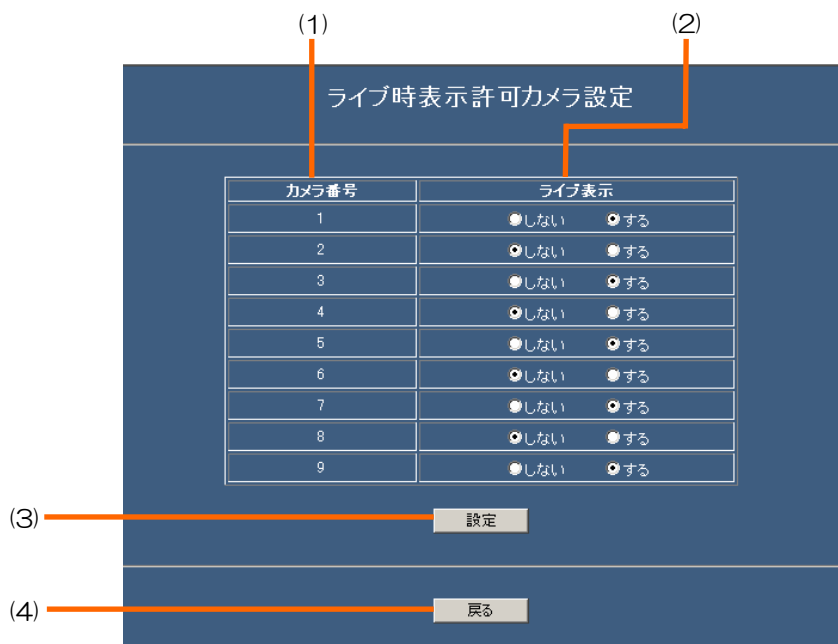 (1) (2)
ライブ時表示許可カメラ設定
カメラ番号 ライブ表示
1 しない する
2 しない する
3 しない する
4 しない する
5 しない する
6 しない する
7 しない する
8 しない する
9 しない する
(3) 設定
(4) 戻る